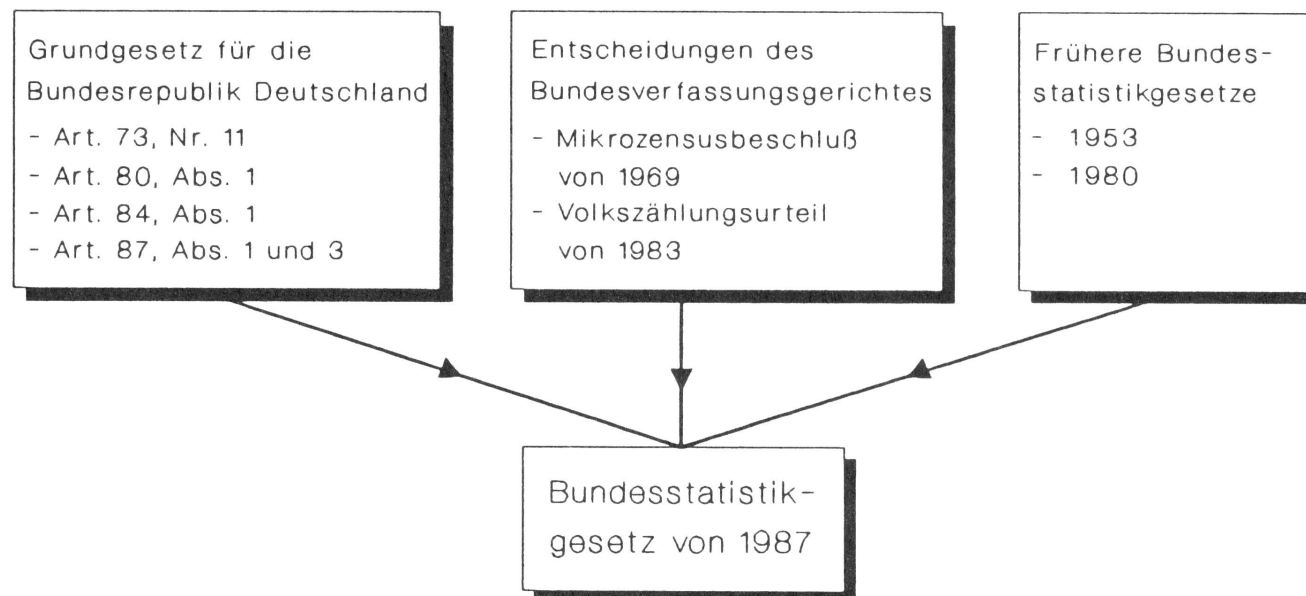 Grundgesetz für die
Bundesrepublik Deutschland
- Art. 73, Nr. 11
- Art. 80, Abs. 1
- Art. 84, Abs. 1
- Art. 87, Abs. 1 und 3
Entscheidungen des
Bundesverfassungsgerichtes
- Mikrozensusbeschluß
von 1969
- Volkszählungsurteil
von 1983
Frühere Bundes-
statistikgesetze
- 1953
- 1980
Bundesstatistik-
gesetz von 1987